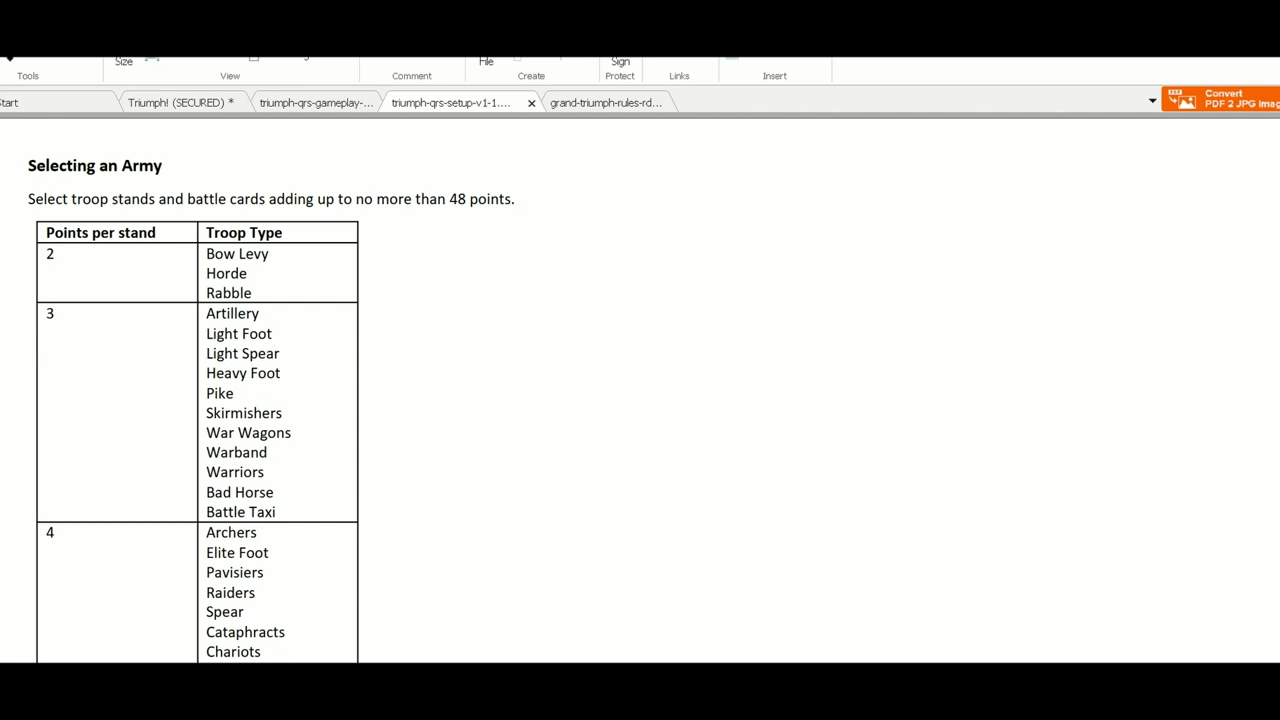 Size
File
Sign
Tools
View
Comment
Create
Protect
Links
Insert
tart
Triumph! (SECURED) *
triumph-qrs-gameplay-...
triumph-qrs-setup-v1-1....
grand-triumph-rules-rd...
Convert
PDF 2 JPG Imag
Selecting an Army
Select troop stands and battle cards adding up to no more than 48 points.
Points per stand Troop Type
2 Bow Levy
Horde
Rabble
3 Artillery
Light Foot
Light Spear
Heavy Foot
Pike
Skirmishers
War Wagons
Warband
Warriors
Bad Horse
Battle Taxi
4 Archers
Elite Foot
Pavisiers
Raiders
Spear
Cataphracts
Chariots